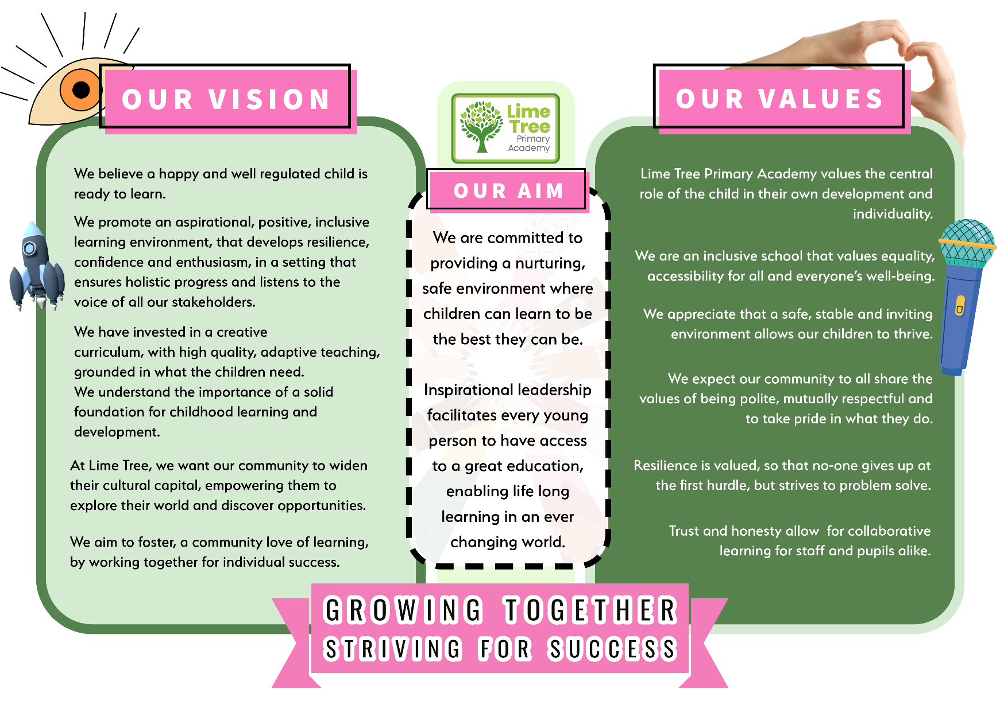 OUR VISION
We believe a happy and well regulated child is
ready to learn.
We promote an aspirational, positive, inclusive
learning environment, that develops resilience,
confidence and enthusiasm, in a setting that
ensures holistic progress and listens to the
voice of all our stakeholders.
We have invested in a creative
curriculum, with high quality, adaptive teaching,
grounded in what the children need.
We understand the importance of a solid
foundation for childhood learning and
development.
At Lime Tree, we want our community to widen
their cultural capital, empowering them to
explore their world and discover opportunities.
We aim to foster, a community love of learning,
by working together for individual success.
Lime
Tree
Primary
Academy
OUR AIM
We are committed to
providing a nurturing,
safe environment where
children can learn to be
the best they can be.
Inspirational leadership
facilitates every young
person to have access
to a great education,
enabling life long
learning in an ever
changing world.
OUR VALUES
Lime Tree Primary Academy values the central
role of the child in their own development and
individuality.
We are an inclusive school that values equality,
accessibility for all and everyone's well-being.
We appreciate that a safe, stable and inviting
environment allows our children to thrive.
We expect our community to all share the
values of being polite, mutually respectful and
to take pride in what they do.
Resilience is valued, so that no-one gives up at
the first hurdle, but strives to problem solve.
Trust and honesty allow for collaborative
learning for staff and pupils alike.
GROWING TOGETHER
STRIVING FOR SUCCESS